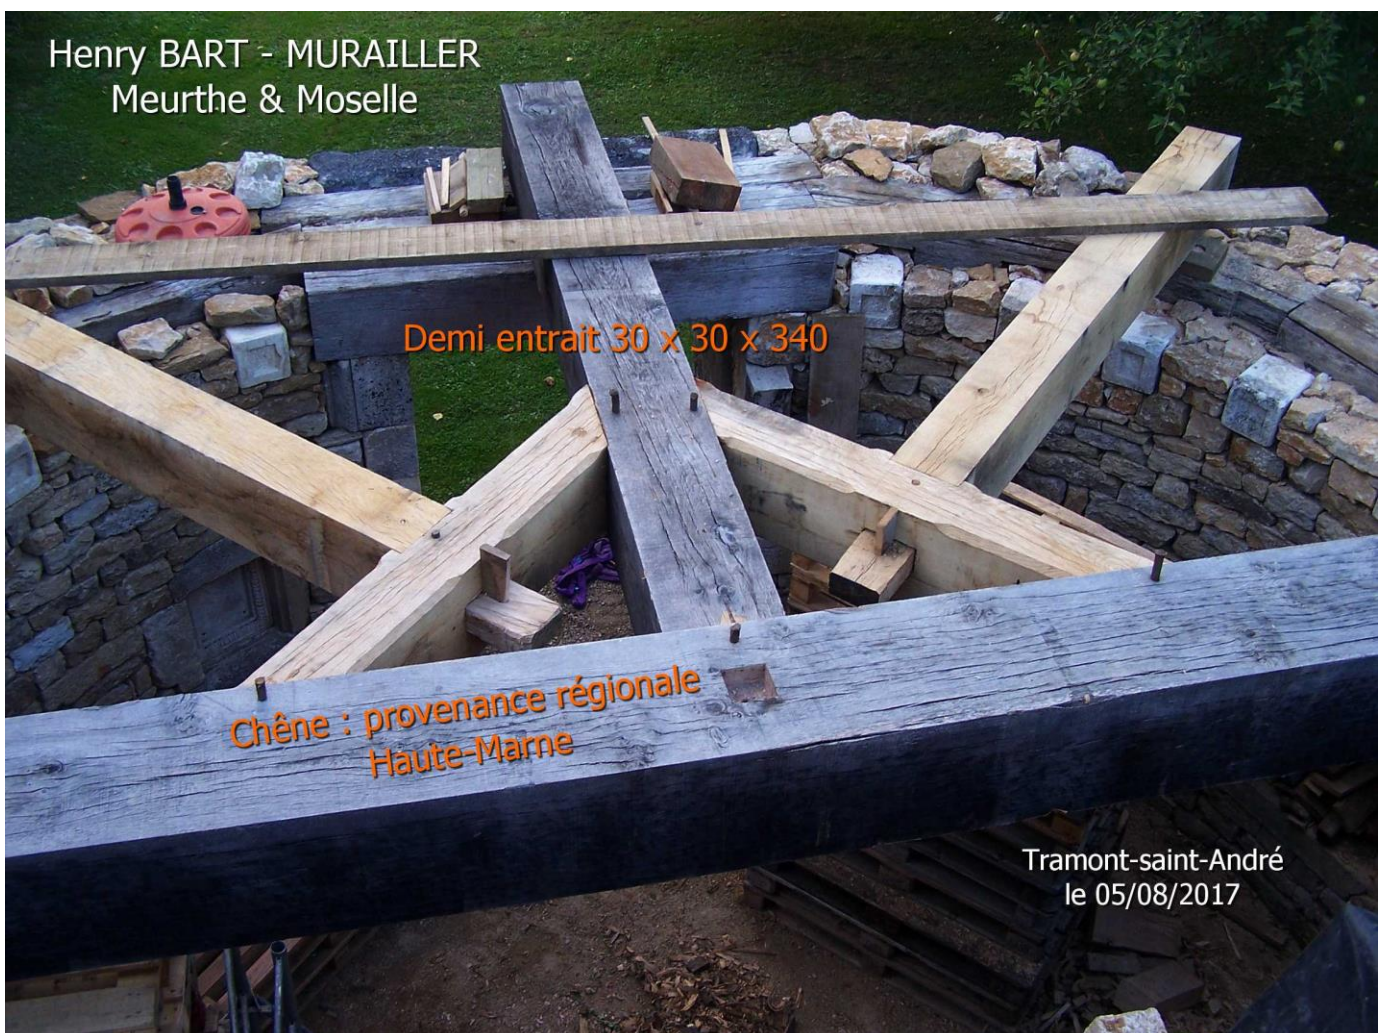 Henry BART - MURAILLER
Meurthe & Moselle
Demi entrait 30 x 30 x 340
Chêne : provenance régionale
Haute-Marne
Tramont-saint-André
le 05/08/2017